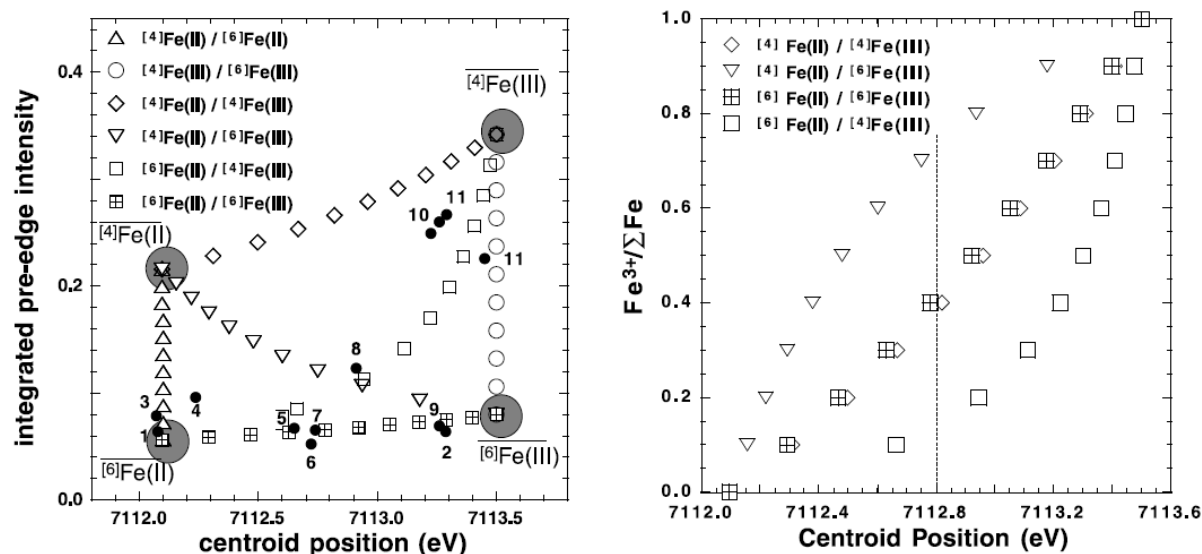 [4]Fe(II) / [6]Fe(II)
[4]Fe(III) / [6]Fe(III)
[4]Fe(II) / [4]Fe(III)
[4]Fe(II) / [6]Fe(III)
[6]Fe(II) / [4]Fe(III)
[6]Fe(II) / [6]Fe(III)
[4]Fe(III)
[4]Fe(II)
[6]Fe(II)
[6]Fe(III)
10
11
11
8
3
4
1
5
7
6
9
2
0.4
0.2
0.0
integrated pre-edge intensity
7112.0 7112.5 7113.0 7113.5
centroid position (eV)
[4] Fe(II) / [4]Fe(III)
[4] Fe(II) / [6]Fe(III)
[6] Fe(II) / [6]Fe(III)
[6] Fe(II) / [4]Fe(III)
1.0
0.8
0.6
0.4
0.2
0.0
Fe3+/ΣFe
7112.0 7112.4 7112.8 7113.2 7113.6
Centroid Position (eV)